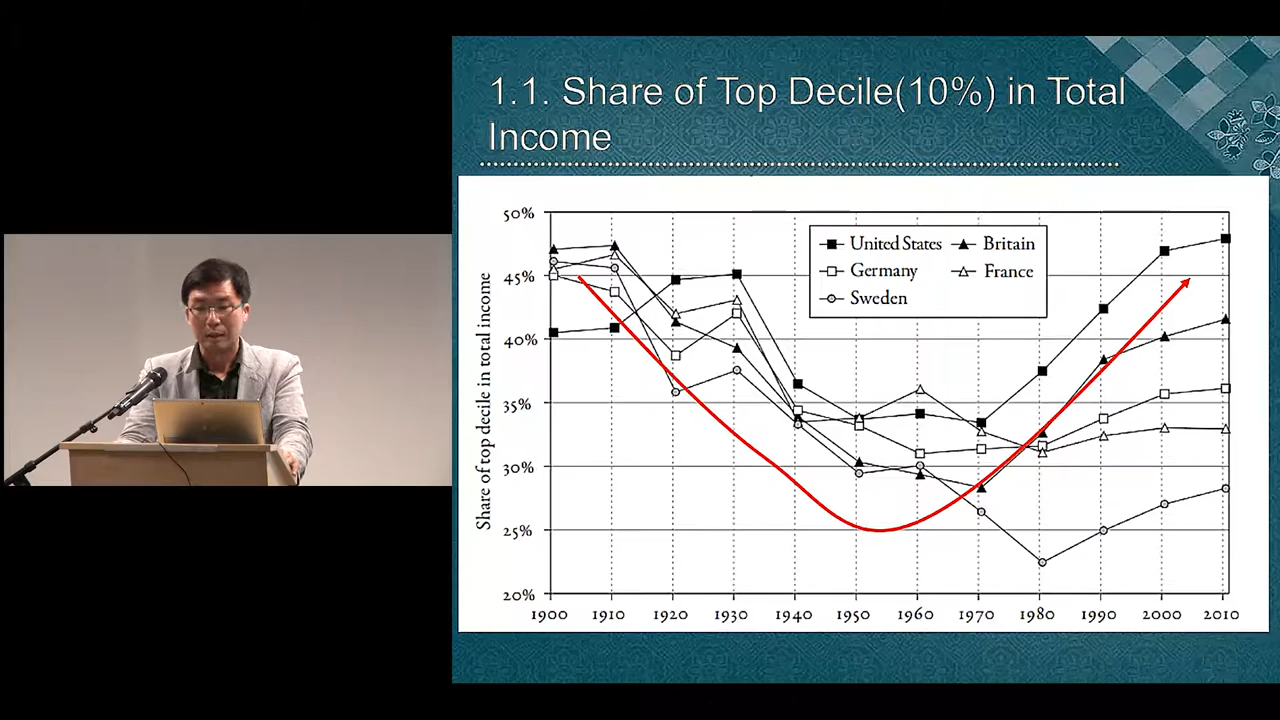 1.1. Share of Top Decile(10%) in Total
Income
50%
45%
40%
35%
30%
25%
20%
Share of top decile in total income
United States
Britain
Germany
France
Sweden
1900 1910 1920 1930 1940 1950 1960 1970 1980 1990 2000 2010